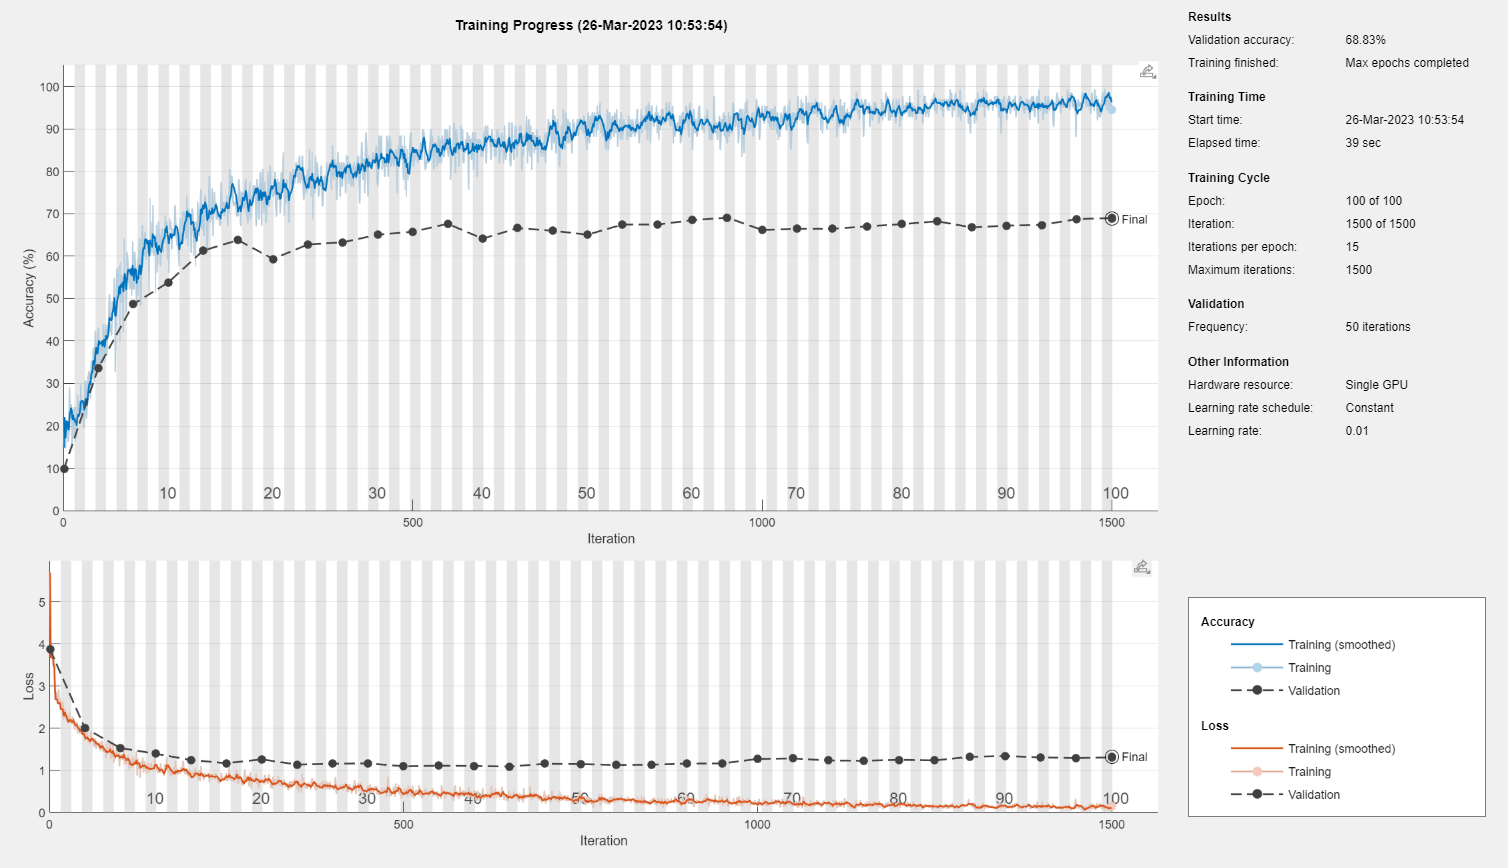 Training Progress (26-Mar-2023 10:53:54)
Accuracy (%)
100
90
80
70
60
50
40
30
20
10
0
Final
10 20 30 40 50 60 70 80 90 100
0 500 1000 1500
Iteration
Loss
5
4
3
2
1
0
Final
10 20 30 40 50 60 70 80 90 100
0 500 1000 1500
Iteration
Results
Validation accuracy: 68.83%
Training finished: Max epochs completed
Training Time
Start time: 26-Mar-2023 10:53:54
Elapsed time: 39 sec
Training Cycle
Epoch: 100 of 100
Iteration: 1500 of 1500
Iterations per epoch: 15
Maximum iterations: 1500
Validation
Frequency: 50 iterations
Other Information
Hardware resource: Single GPU
Learning rate schedule: Constant
Learning rate: 0.01
Accuracy
Training (smoothed)
Training
Validation
Loss
Training (smoothed)
Training
Validation